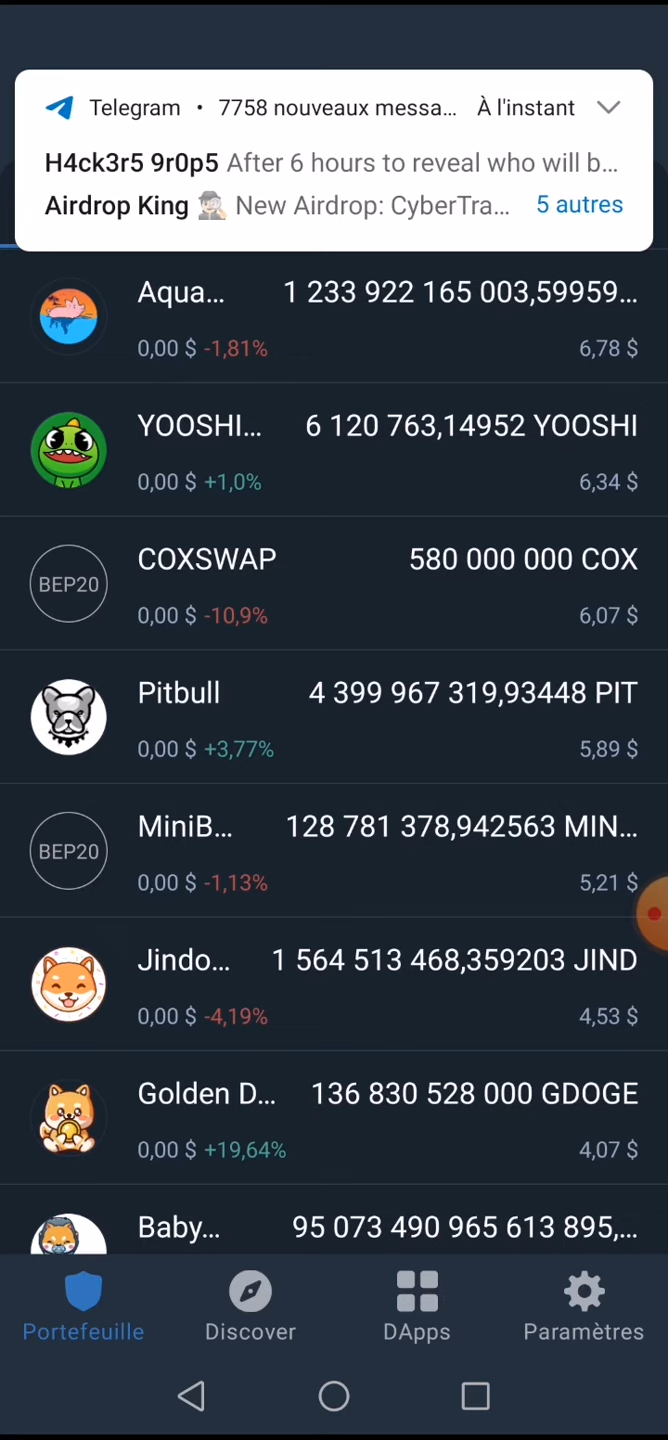 Telegram • 7758 nouveaux messa... À l'instant
H4ck3r5 9r0p5 After 6 hours to reveal who will b...
Airdrop King New Airdrop: CyberTra... 5 autres
Aqua... 1 233 922 165 003,59959...
0,00 $ -1,81% 6,78 $
YOOSHI... 6 120 763,14952 YOOSHI
0,00 $ +1,0% 6,34 $
BEP20 COXSWAP 580 000 000 COX
0,00 $ -10,9% 6,07 $
Pitbull 4 399 967 319,93448 PIT
0,00 $ +3,77% 5,89 $
BEP20 MiniB... 128 781 378,942563 MIN...
0,00 $ -1,13% 5,21 $
Jindo... 1 564 513 468,359203 JIND
0,00 $ -4,19% 4,53 $
Golden D... 136 830 528 000 GDOGE
0,00 $ +19,64% 4,07 $
Baby... 95 073 490 965 613 895,...
Portefeuille Discover DApps Paramètres